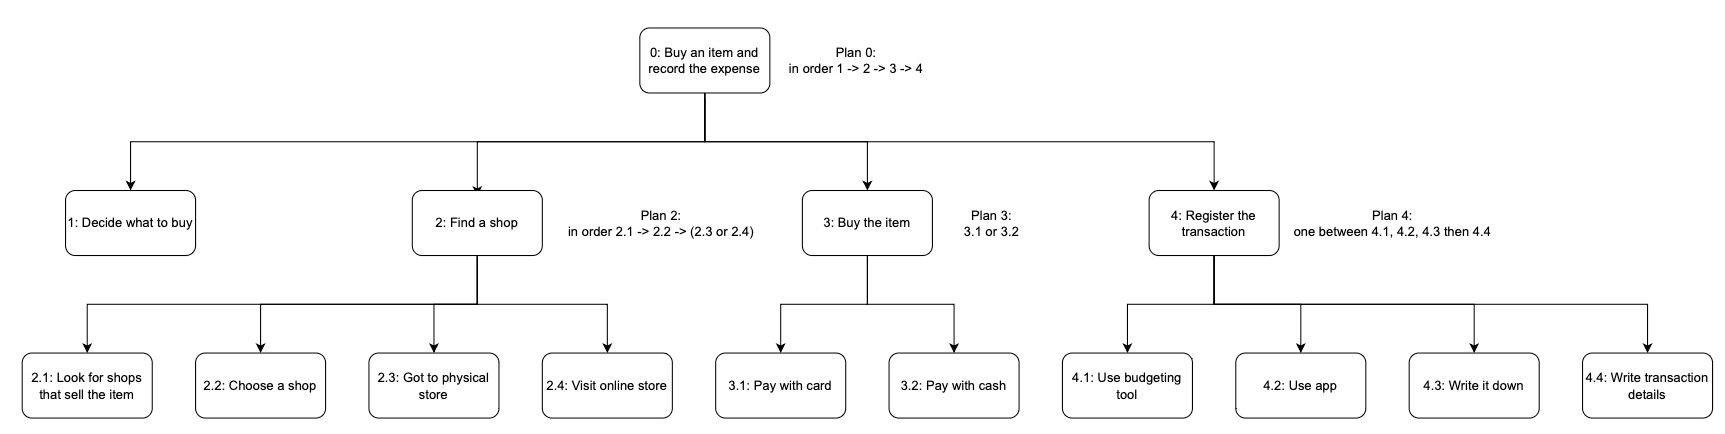 0: Buy an item and
record the expense
Plan 0:
in order 1 -> 2 -> 3 -> 4
1: Decide what to buy
2: Find a shop
Plan 2:
in order 2.1 -> 2.2 -> (2.3 or 2.4)
3: Buy the item
Plan 3:
3.1 or 3.2
4: Register the
transaction
Plan 4:
one between 4.1, 4.2, 4.3 then 4.4
2.1: Look for shops
that sell the item
2.2: Choose a shop
2.3: Got to physical
store
2.4: Visit online store
3.1: Pay with card
3.2: Pay with cash
4.1: Use budgeting
tool
4.2: Use app
4.3: Write it down
4.4: Write transaction
details